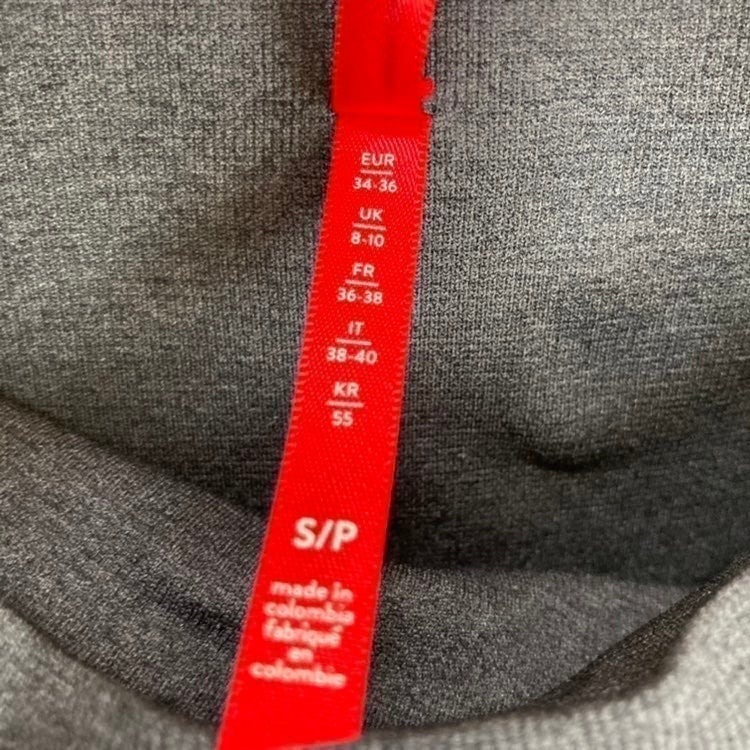 EUR
34-36
UK
8-10
FR
36-38
IT
38-40
KR
55
S/P
made in
colombia
fabriqué
en
colombie